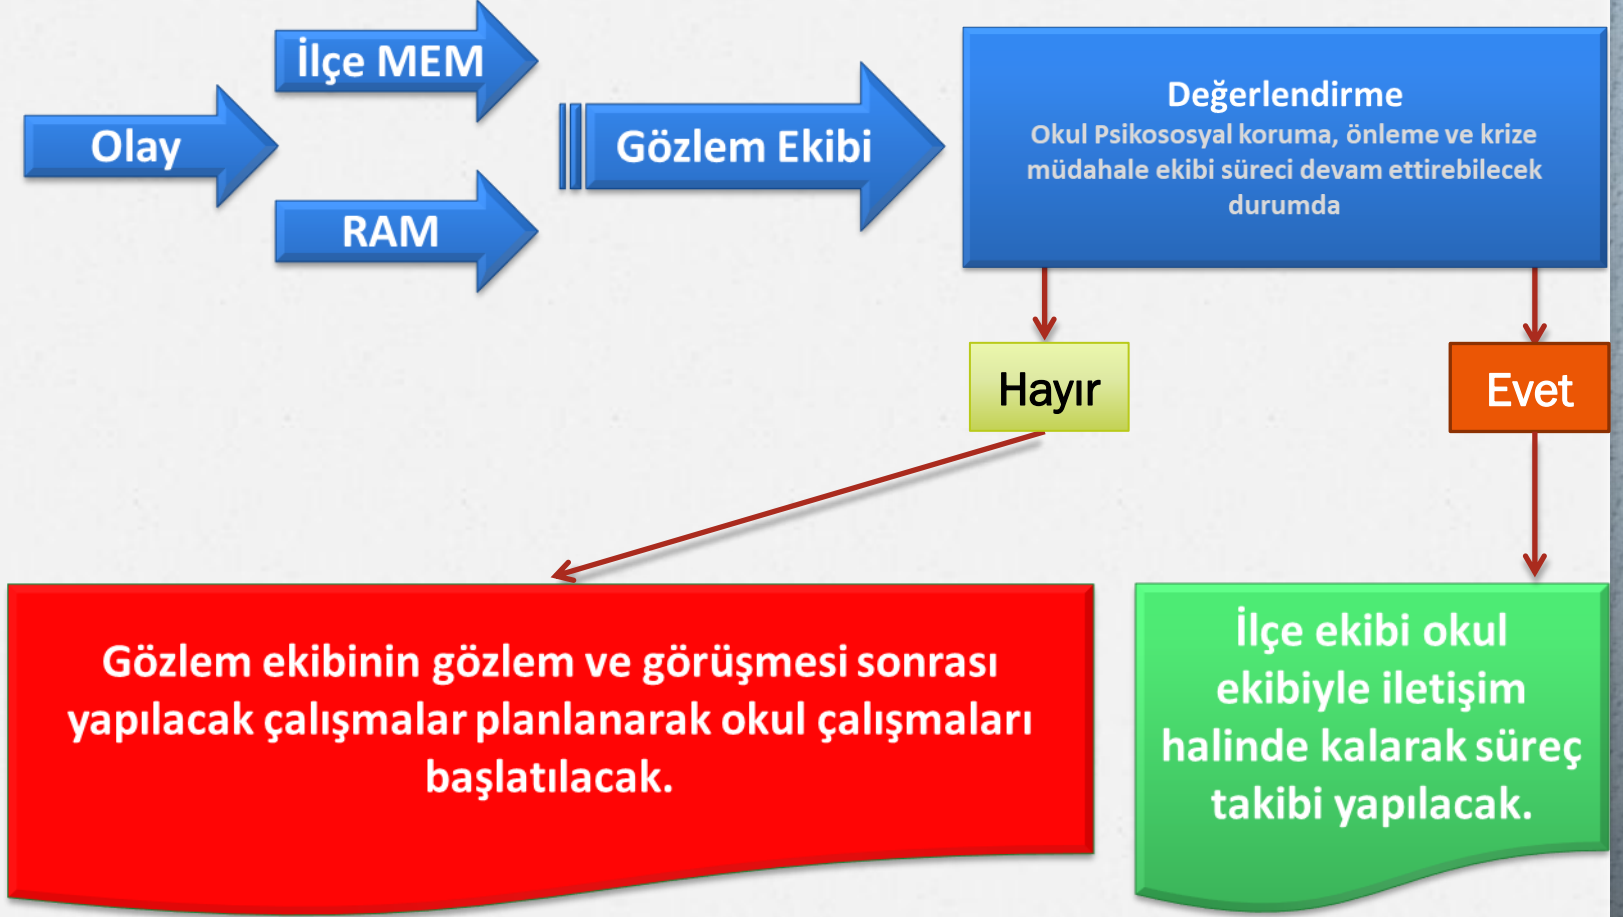 Olay
İlçe MEM
RAM
Gözlem Ekibi
Değerlendirme
Okul Psikososyal koruma, önleme ve krize
müdahale ekibi süreci devam ettirebilecek
durumda
Hayır
Evet
Gözlem ekibinin gözlem ve görüşmesi sonrası
yapılacak çalışmalar planlanarak okul çalışmaları
başlatılacak.
İlçe ekibi okul
ekibiyle iletişim
halinde kalarak süreç
takibi yapılacak.